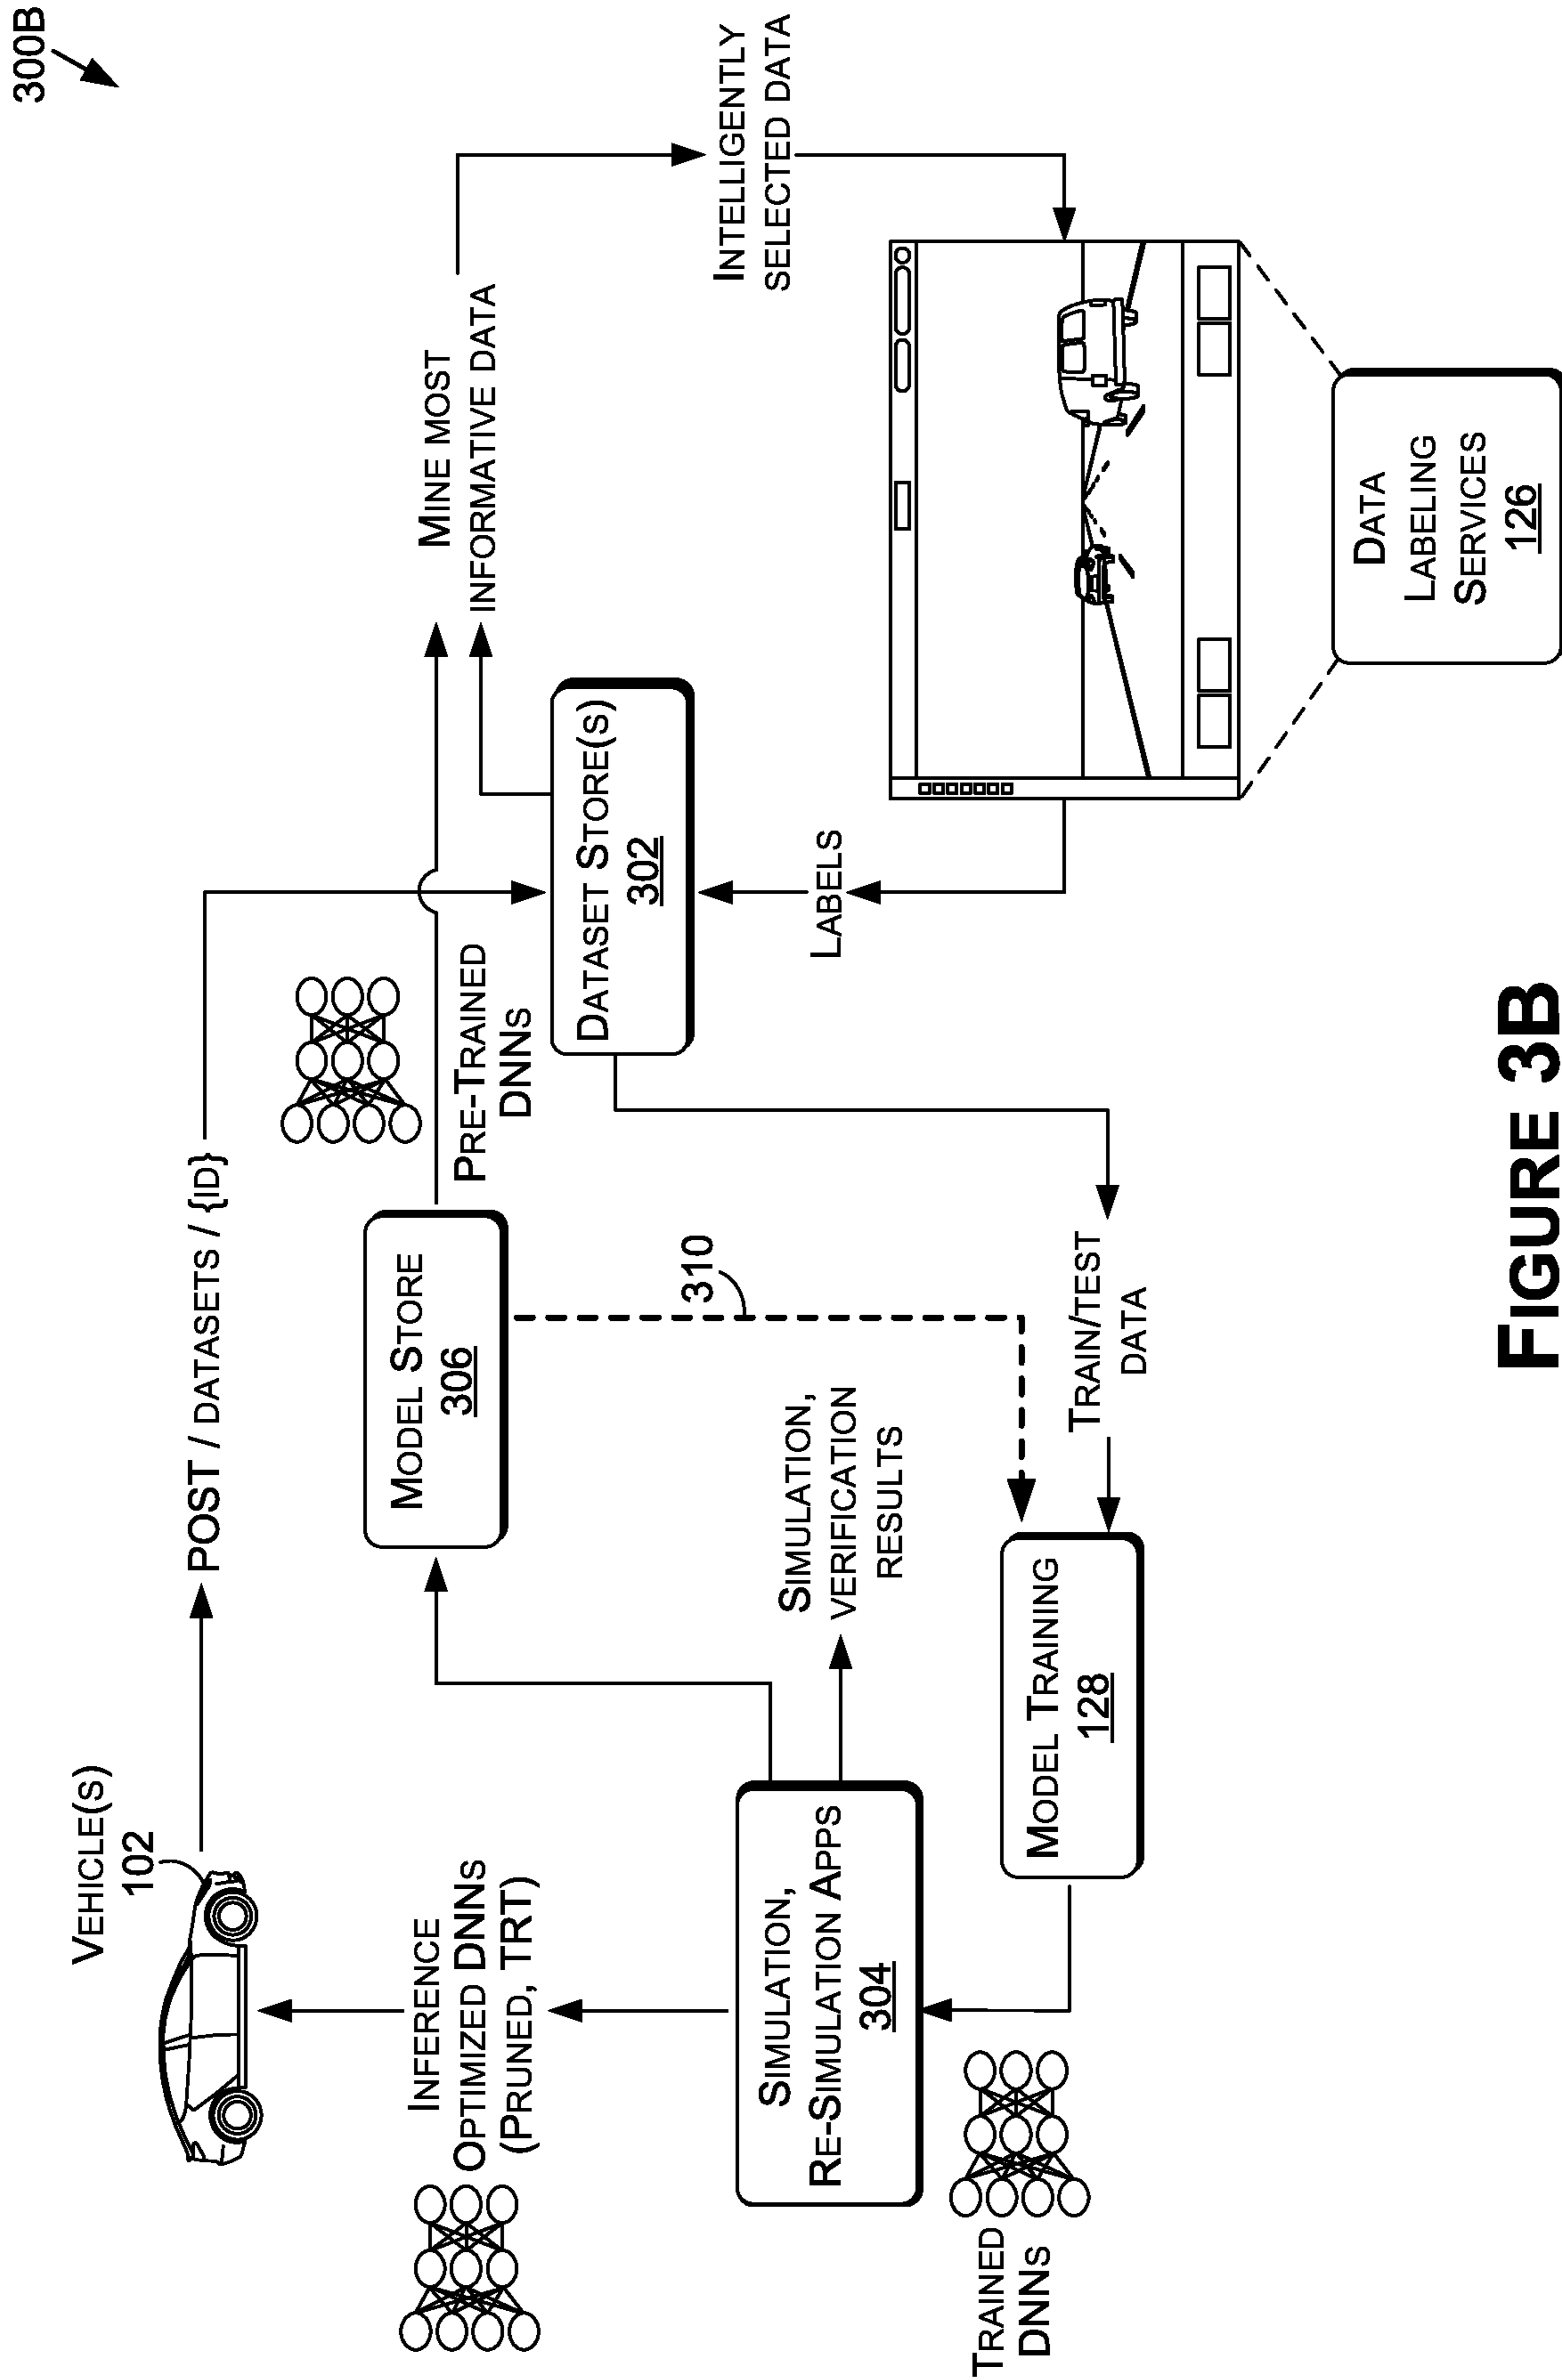 300B
VEHICLE(S)
102
POST / DATASETS / {ID}
INFERENCE
OPTIMIZED DNNS
(PRUNED, TRT)
MODEL STORE
306
PRE-TRAINED
DNNS
MINE MOST
INFORMATIVE DATA
DATASET STORE(S)
302
INTELLIGENTLY
SELECTED DATA
310
SIMULATION,
RE-SIMULATION APPS
304
SIMULATION,
VERIFICATION
RESULTS
LABELS
TRAINED
DNNS
MODEL TRAINING
128
TRAIN/TEST
DATA
DATA
LABELING
SERVICES
126
FIGURE 3B